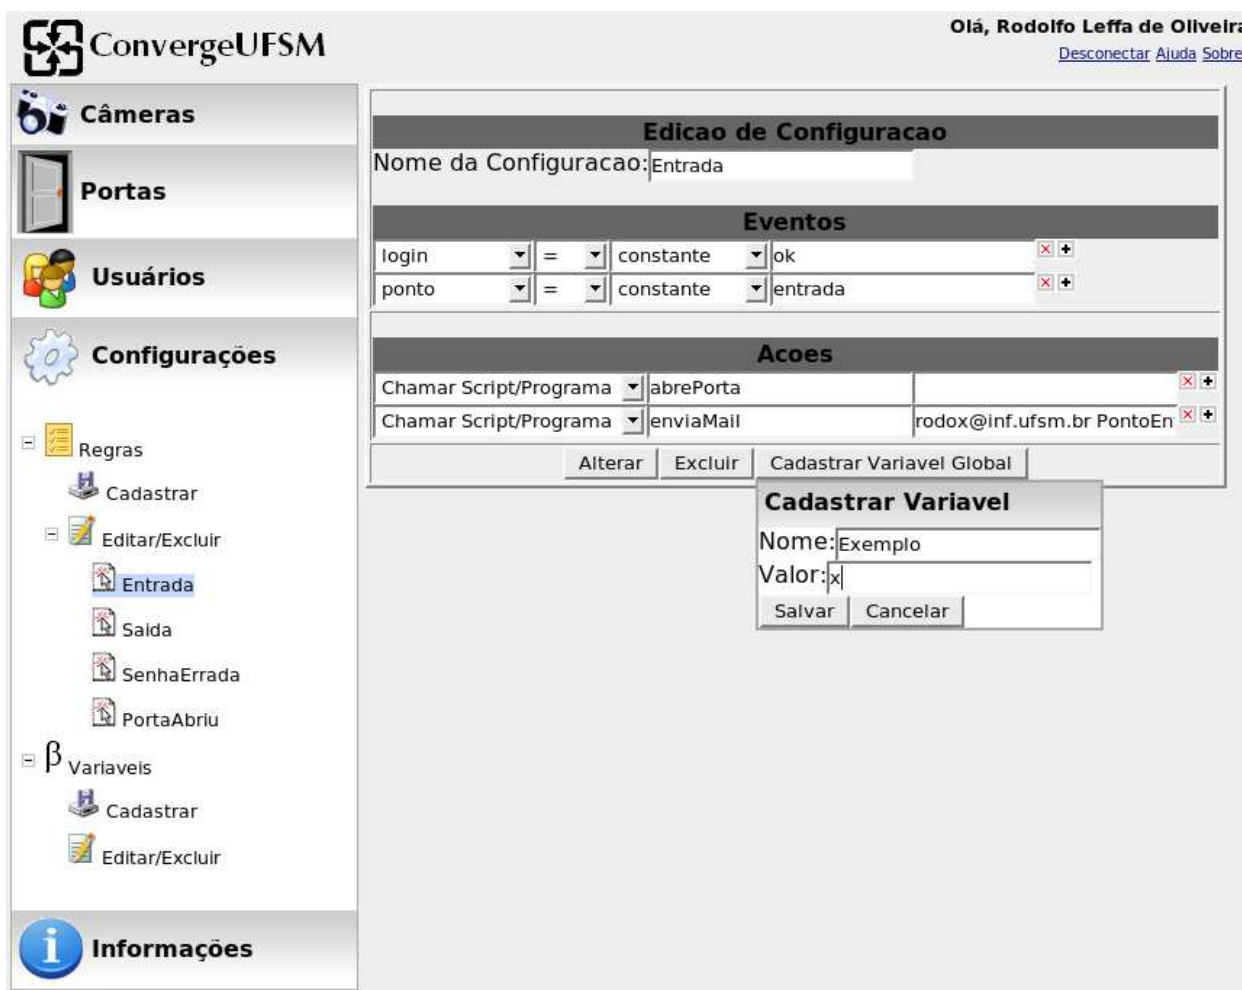 ConvergeUFSM
Olá, Rodolfo Leffa de Oliveira
Desconectar Ajuda Sobre
Câmeras
Portas
Usuários
Configurações
Regras
Cadastrar
Editar/Excluir
Entrada
Saida
SenhaErrada
PortaAbriu
β Variaveis
Cadastrar
Editar/Excluir
i Informações
Edicao de Configuracao
Nome da Configuracao: Entrada
Eventos
login = constante ok
ponto = constante entrada
Acoes
Chamar Script/Programa abrePorta
Chamar Script/Programa enviaMail rodox@inf.ufsm.br PontoEn
Alterar Excluir Cadastrar Variavel Global
Cadastrar Variavel
Nome: Exemplo
Valor: x
Salvar Cancelar